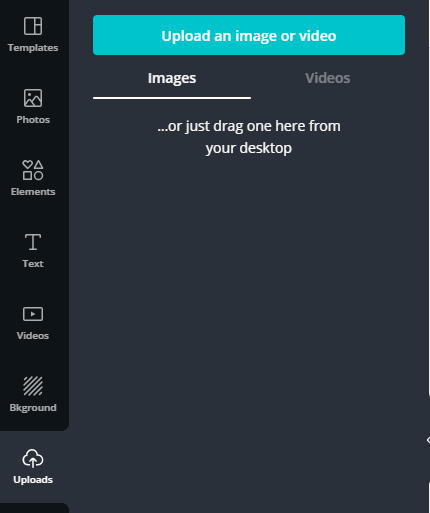 Templates
Photos
Elements
Text
Videos
Bkground
Uploads
Upload an image or video
Images
Videos
...or just drag one here from
your desktop